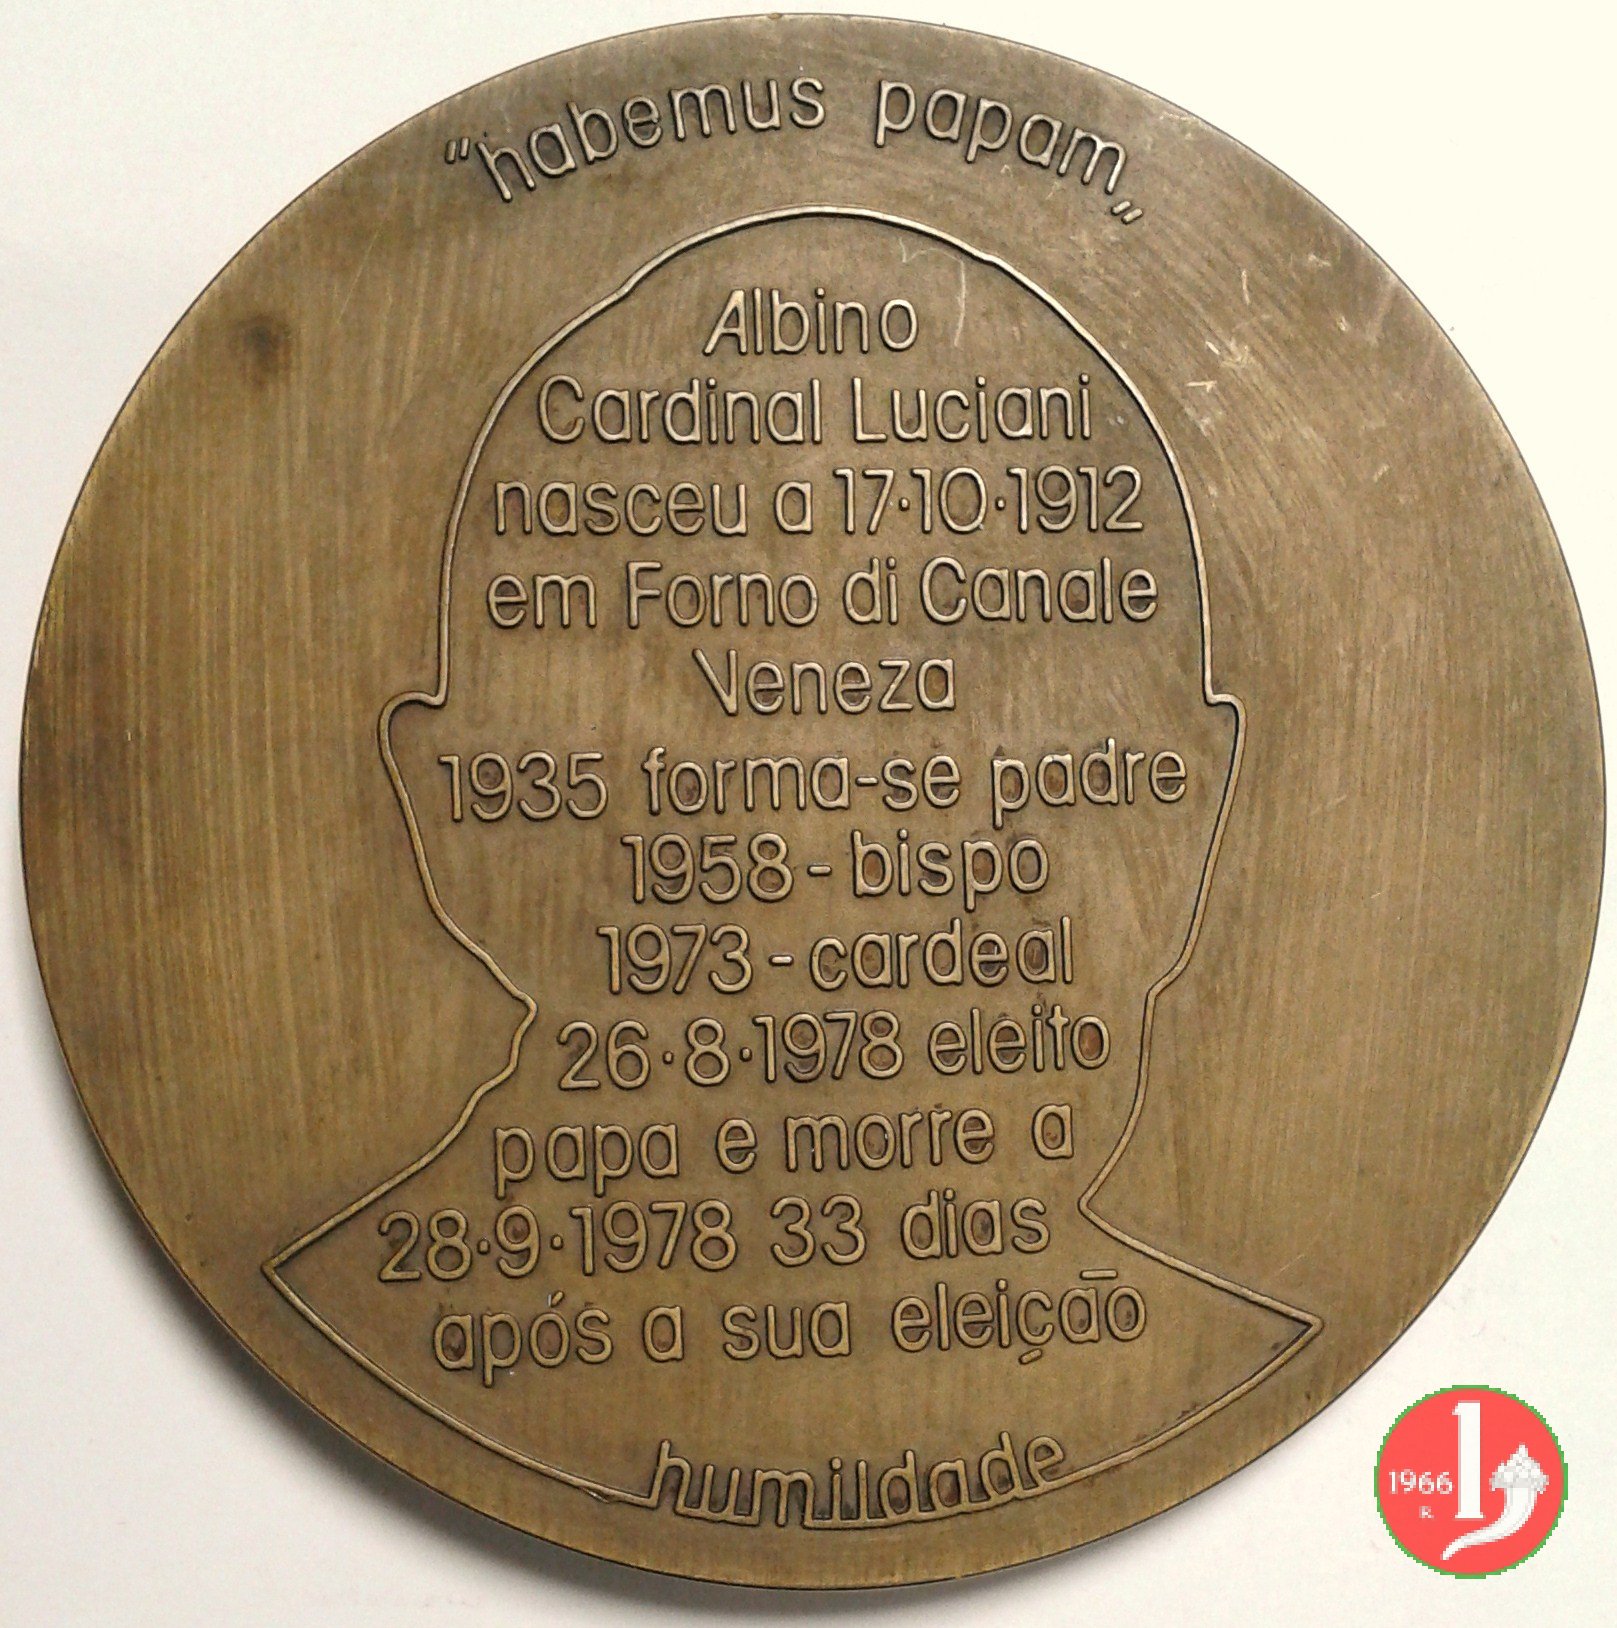 "habemus papam„
Albino
Cardinal Luciani
nasceu a 17·10·1912
em Forno di Canale
Veneza
1935 forma-se padre
1958 - bispo
1973 - cardeal
26·8·1978 eleito
papa e morre a
28·9·1978 33 dias
após a sua eleição
humildade
1966
R.